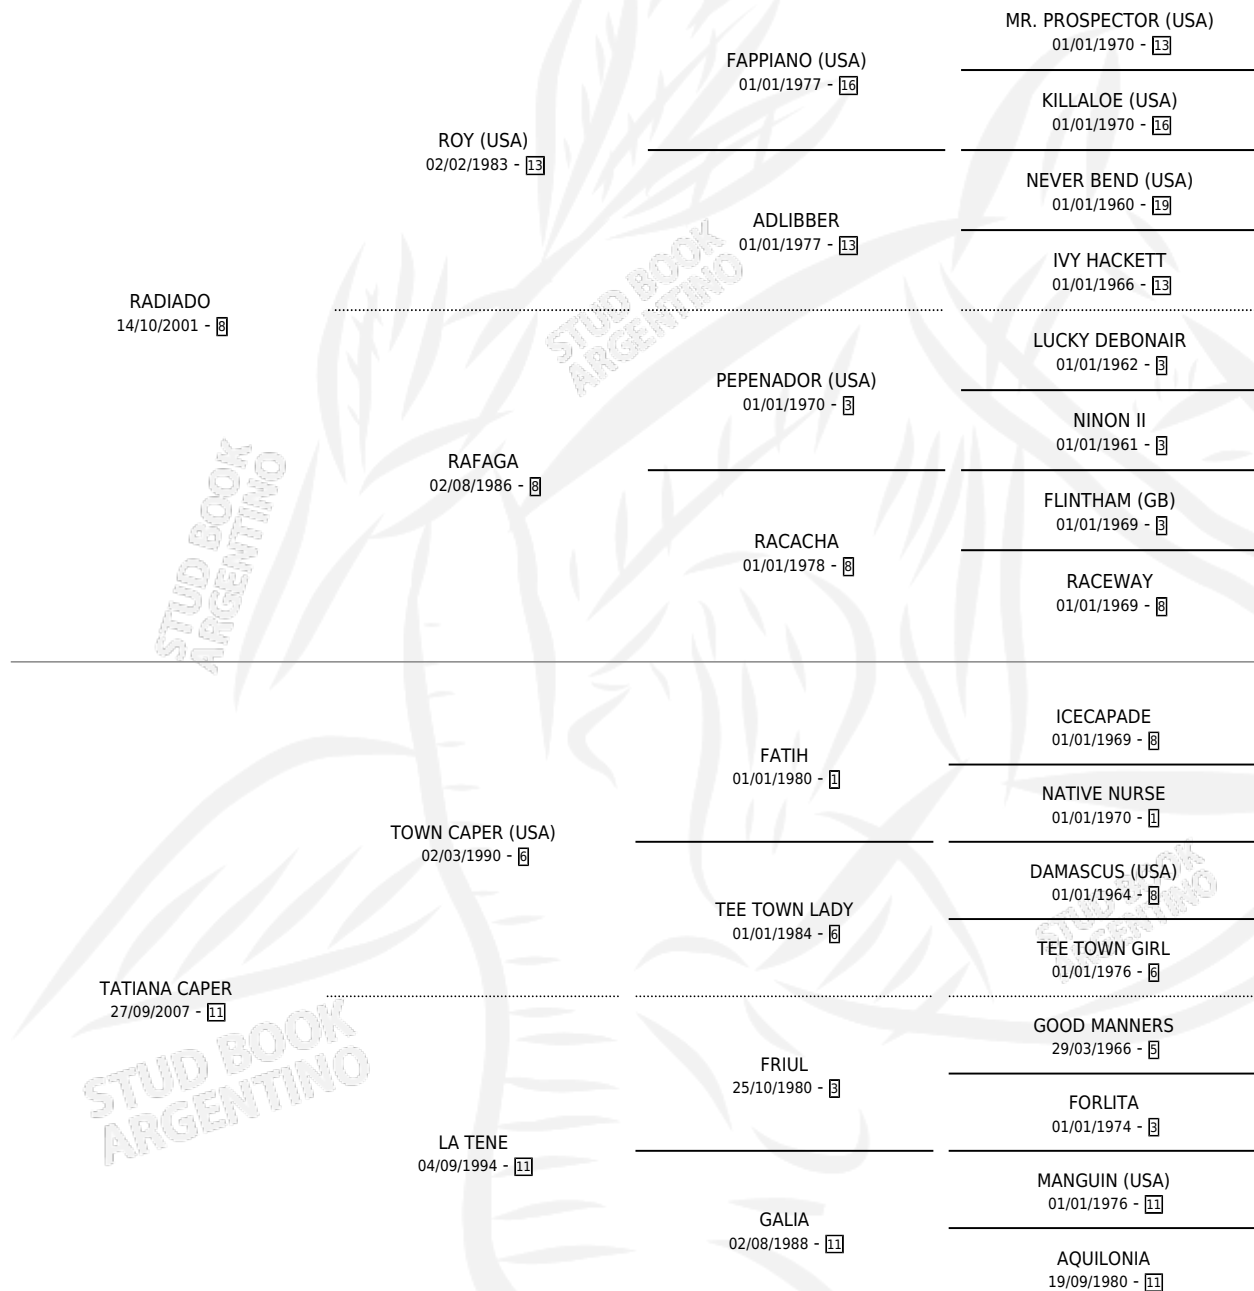 MR. PROSPECTOR (USA)
01/01/1970 - 13
FAPPIANO (USA)
01/01/1977 - 16
KILLALOE (USA)
01/01/1970 - 16
ROY (USA)
02/02/1983 - 13
NEVER BEND (USA)
01/01/1960 - 19
ADLIBBER
01/01/1977 - 13
IVY HACKETT
01/01/1966 - 13
RADIADO
14/10/2001 - 8
LUCKY DEBONAIR
01/01/1962 - 3
PEPENADOR (USA)
01/01/1970 - 3
NINON II
01/01/1961 - 3
RAFAGA
02/08/1986 - 8
FLINTHAM (GB)
01/01/1969 - 3
RACACHA
01/01/1978 - 8
RACEWAY
01/01/1969 - 8
ICECAPADE
01/01/1969 - 8
FATIH
01/01/1980 - 1
NATIVE NURSE
01/01/1970 - 1
TOWN CAPER (USA)
02/03/1990 - 6
DAMASCUS (USA)
01/01/1964 - 8
TEE TOWN LADY
01/01/1984 - 6
TEE TOWN GIRL
01/01/1976 - 6
TATIANA CAPER
27/09/2007 - 11
GOOD MANNERS
29/03/1966 - 5
FRIUL
25/10/1980 - 3
FORLITA
01/01/1974 - 3
LA TENE
04/09/1994 - 11
MANGUIN (USA)
01/01/1976 - 11
GALIA
02/08/1988 - 11
AQUILONIA
19/09/1980 - 11
STUD BOOK
ARGENTINO
STUD BOOK
ARGENTINO
STUD BOOK
ARGENTINO
STUD BOOK
ARGENTINO